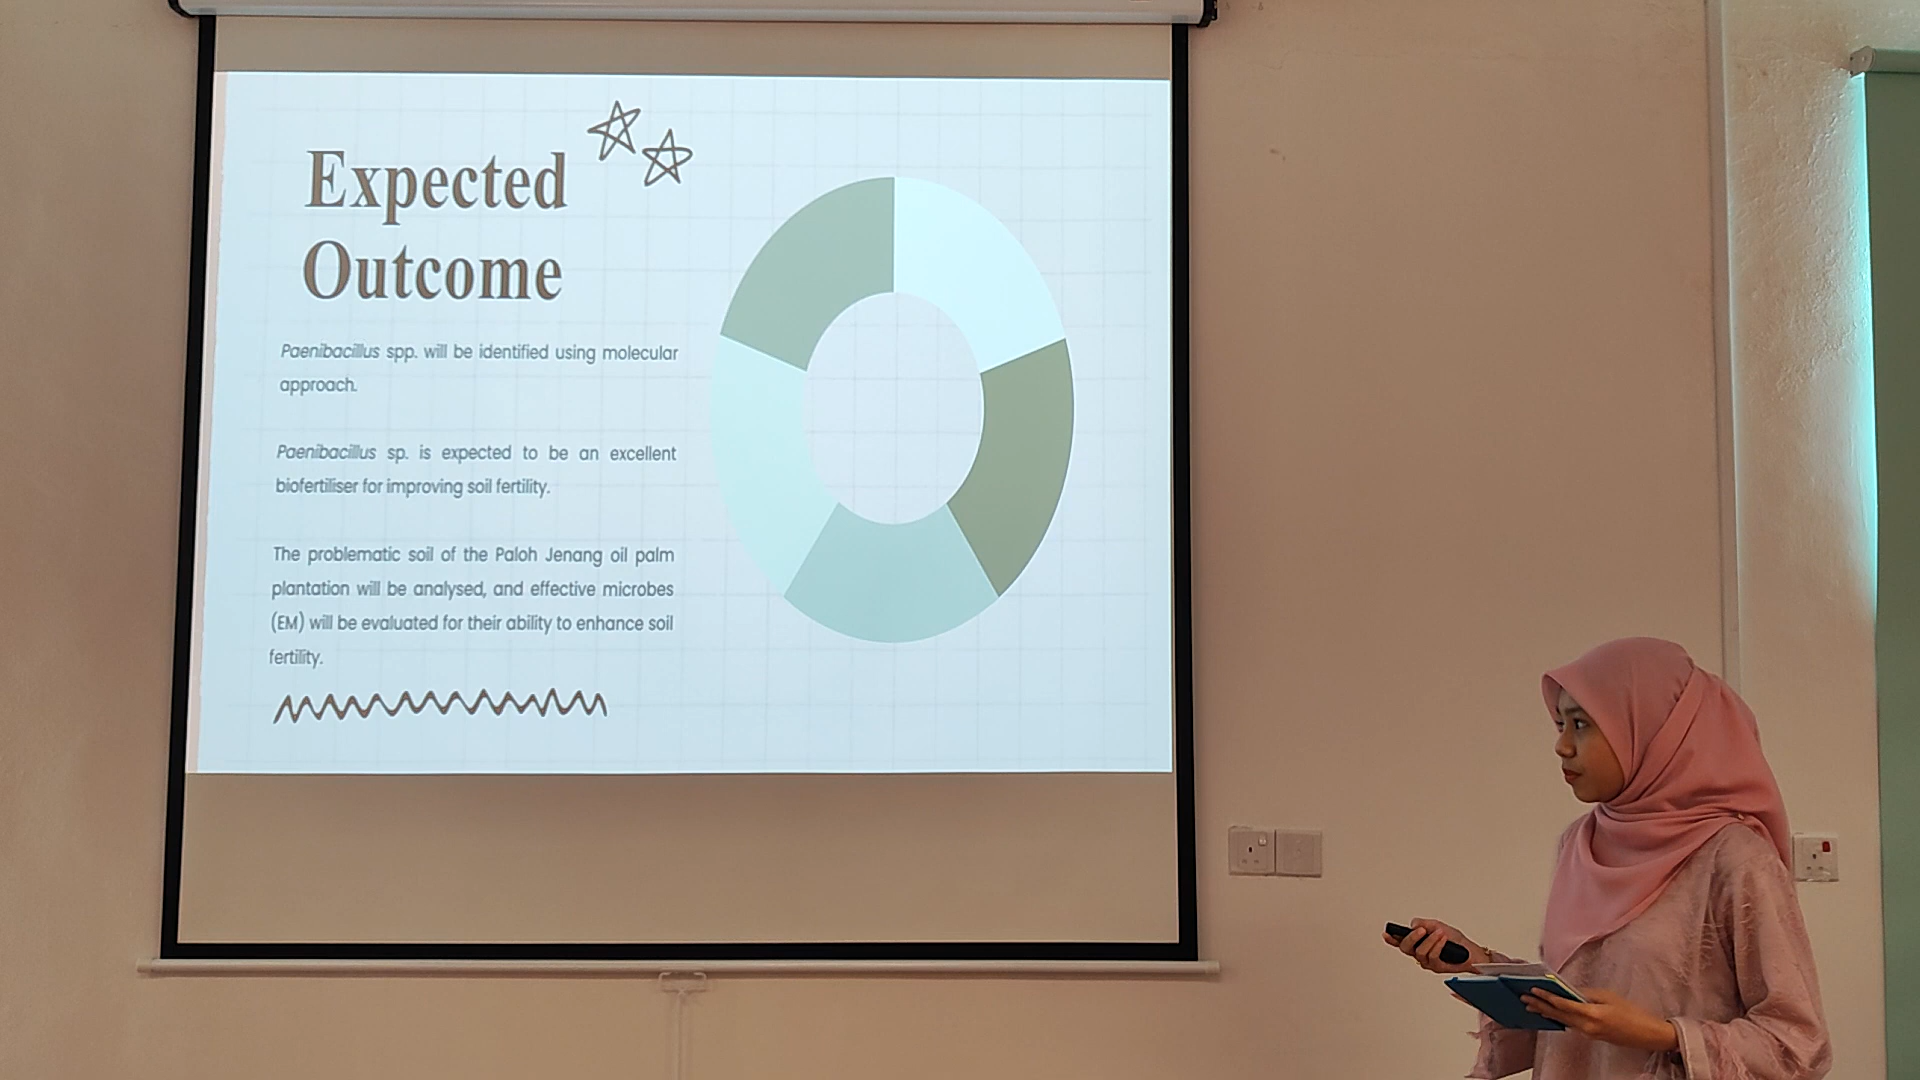 Expected
Outcome
Paenibacillus spp. will be identified using molecular
approach.
Paenibacillus sp. is expected to be an excellent
biofertiliser for improving soil fertility.
The problematic soil of the Paloh Jenang oil palm
plantation will be analysed, and effective microbes
(EM) will be evaluated for their ability to enhance soil
fertility.